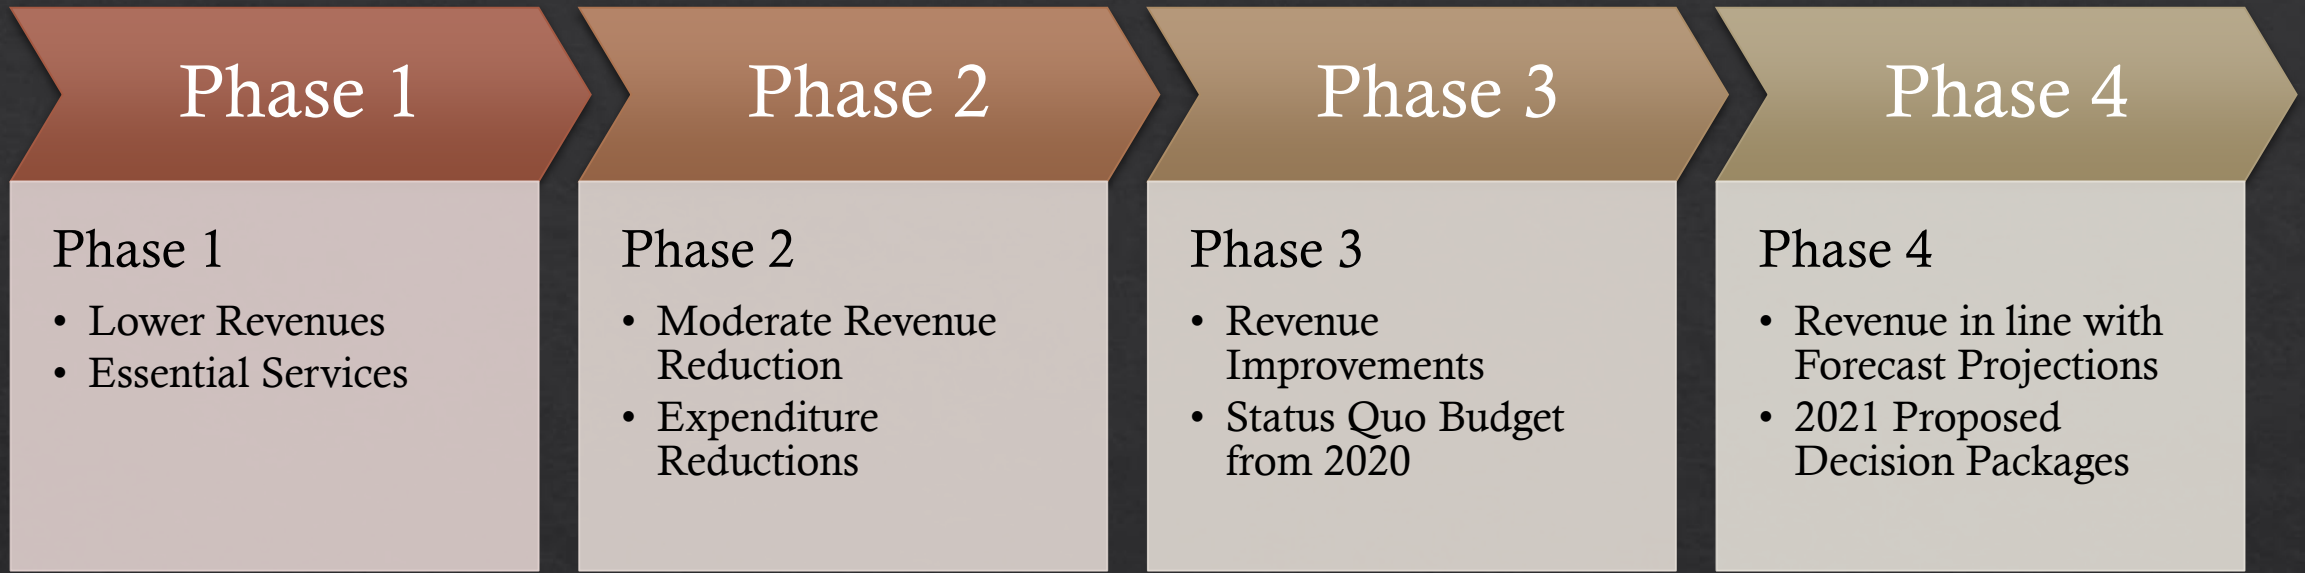 Phase 1
Phase 2
Phase 3
Phase 4
Phase 1
• Lower Revenues
• Essential Services
Phase 2
• Moderate Revenue
Reduction
• Expenditure
Reductions
Phase 3
• Revenue
Improvements
• Status Quo Budget
from 2020
Phase 4
• Revenue in line with
Forecast Projections
• 2021 Proposed
Decision Packages